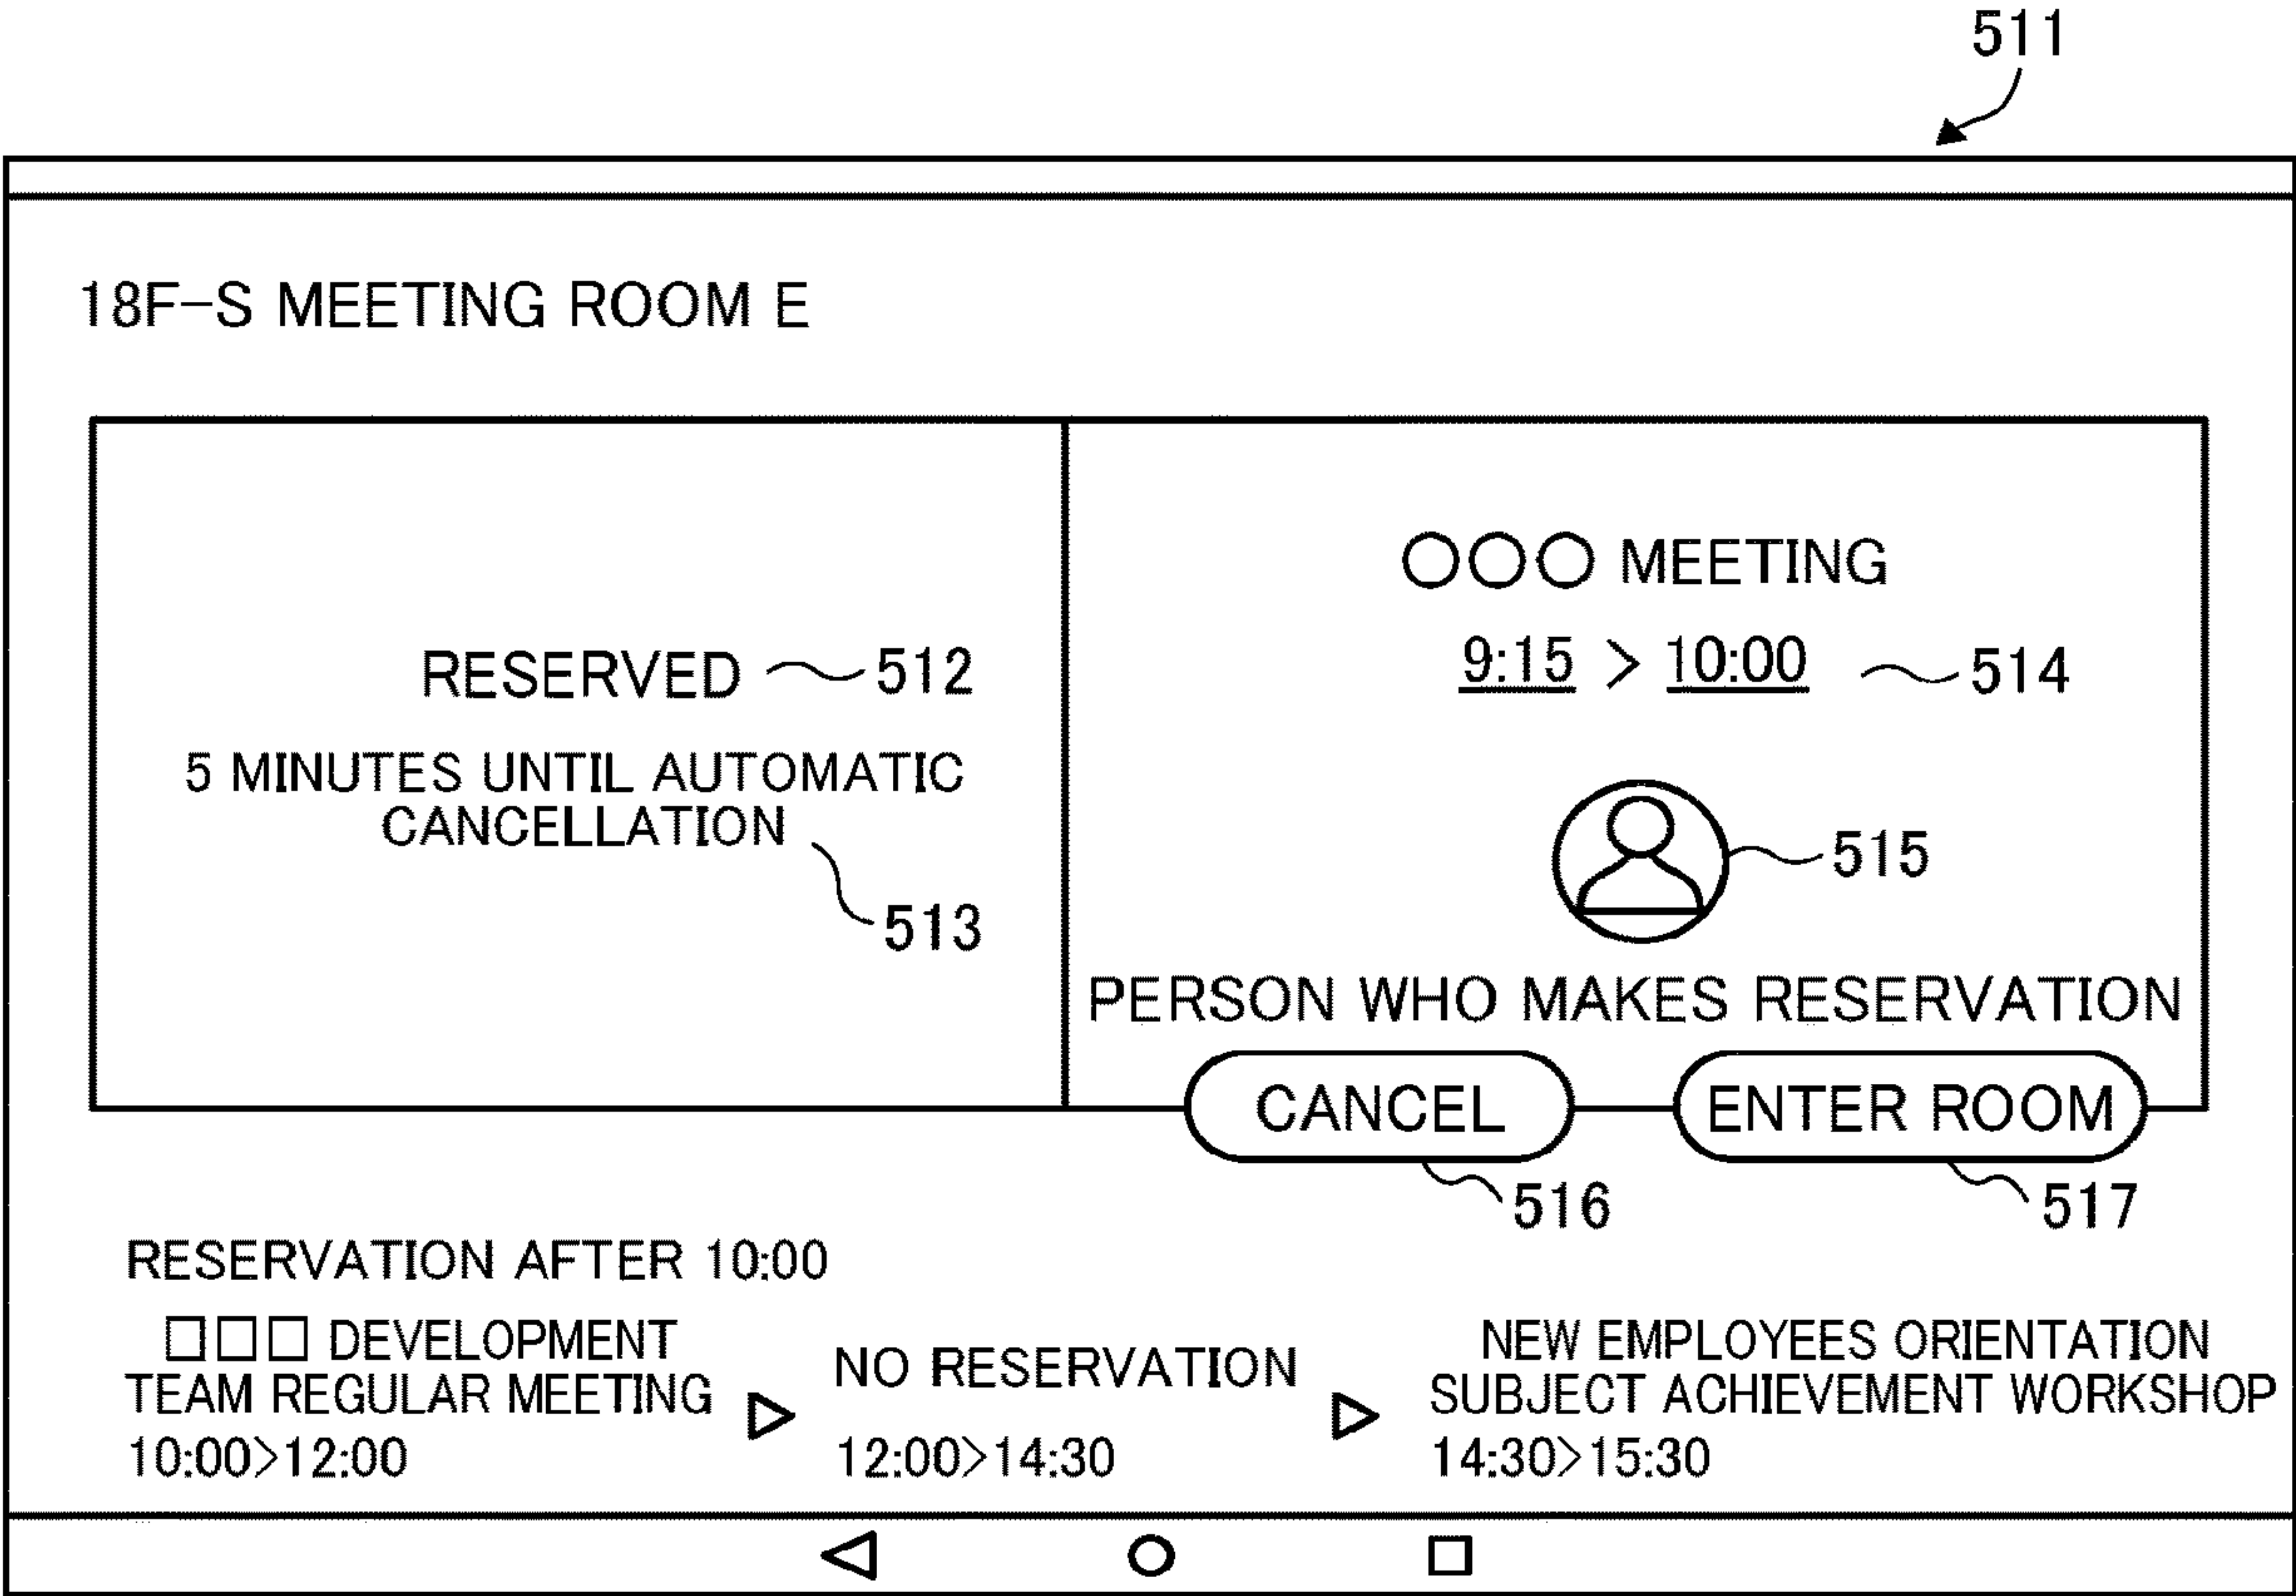 511
18F-S MEETING ROOM E
RESERVED 512
5 MINUTES UNTIL AUTOMATIC
CANCELLATION
513
○○○ MEETING
9:15 > 10:00 514
515
PERSON WHO MAKES RESERVATION
CANCEL
ENTER ROOM
516
517
RESERVATION AFTER 10:00
□□□ DEVELOPMENT
TEAM REGULAR MEETING
10:00>12:00
NO RESERVATION
12:00>14:30
NEW EMPLOYEES ORIENTATION
SUBJECT ACHIEVEMENT WORKSHOP
14:30>15:30